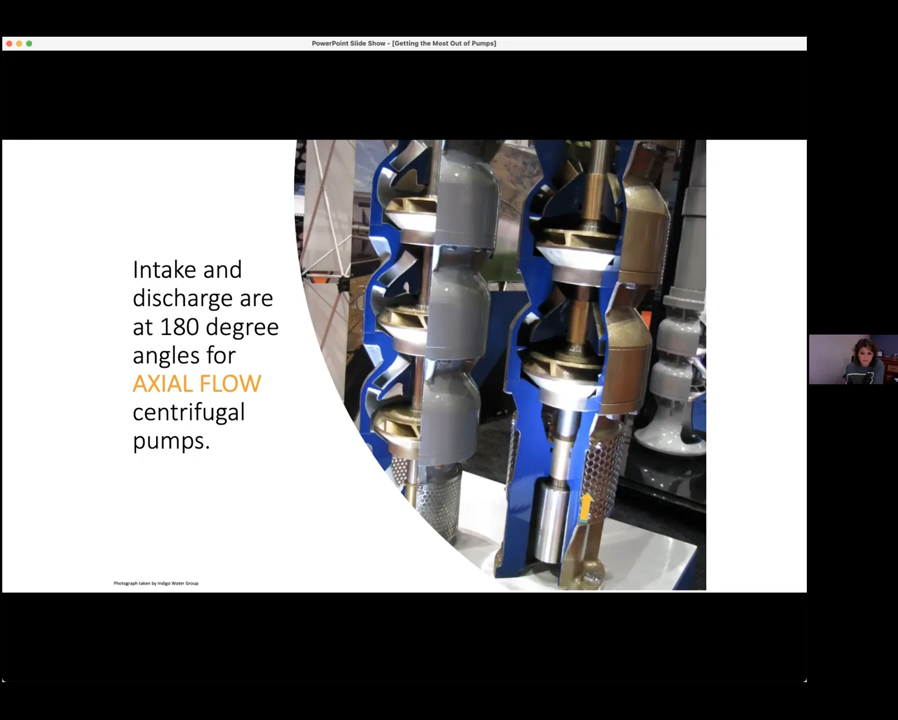 PowerPoint Slide Show - [Getting the Most Out of Pumps]
Intake and
discharge are
at 180 degree
angles for
AXIAL FLOW
centrifugal
pumps.
Photograph taken by Indigo Water Group